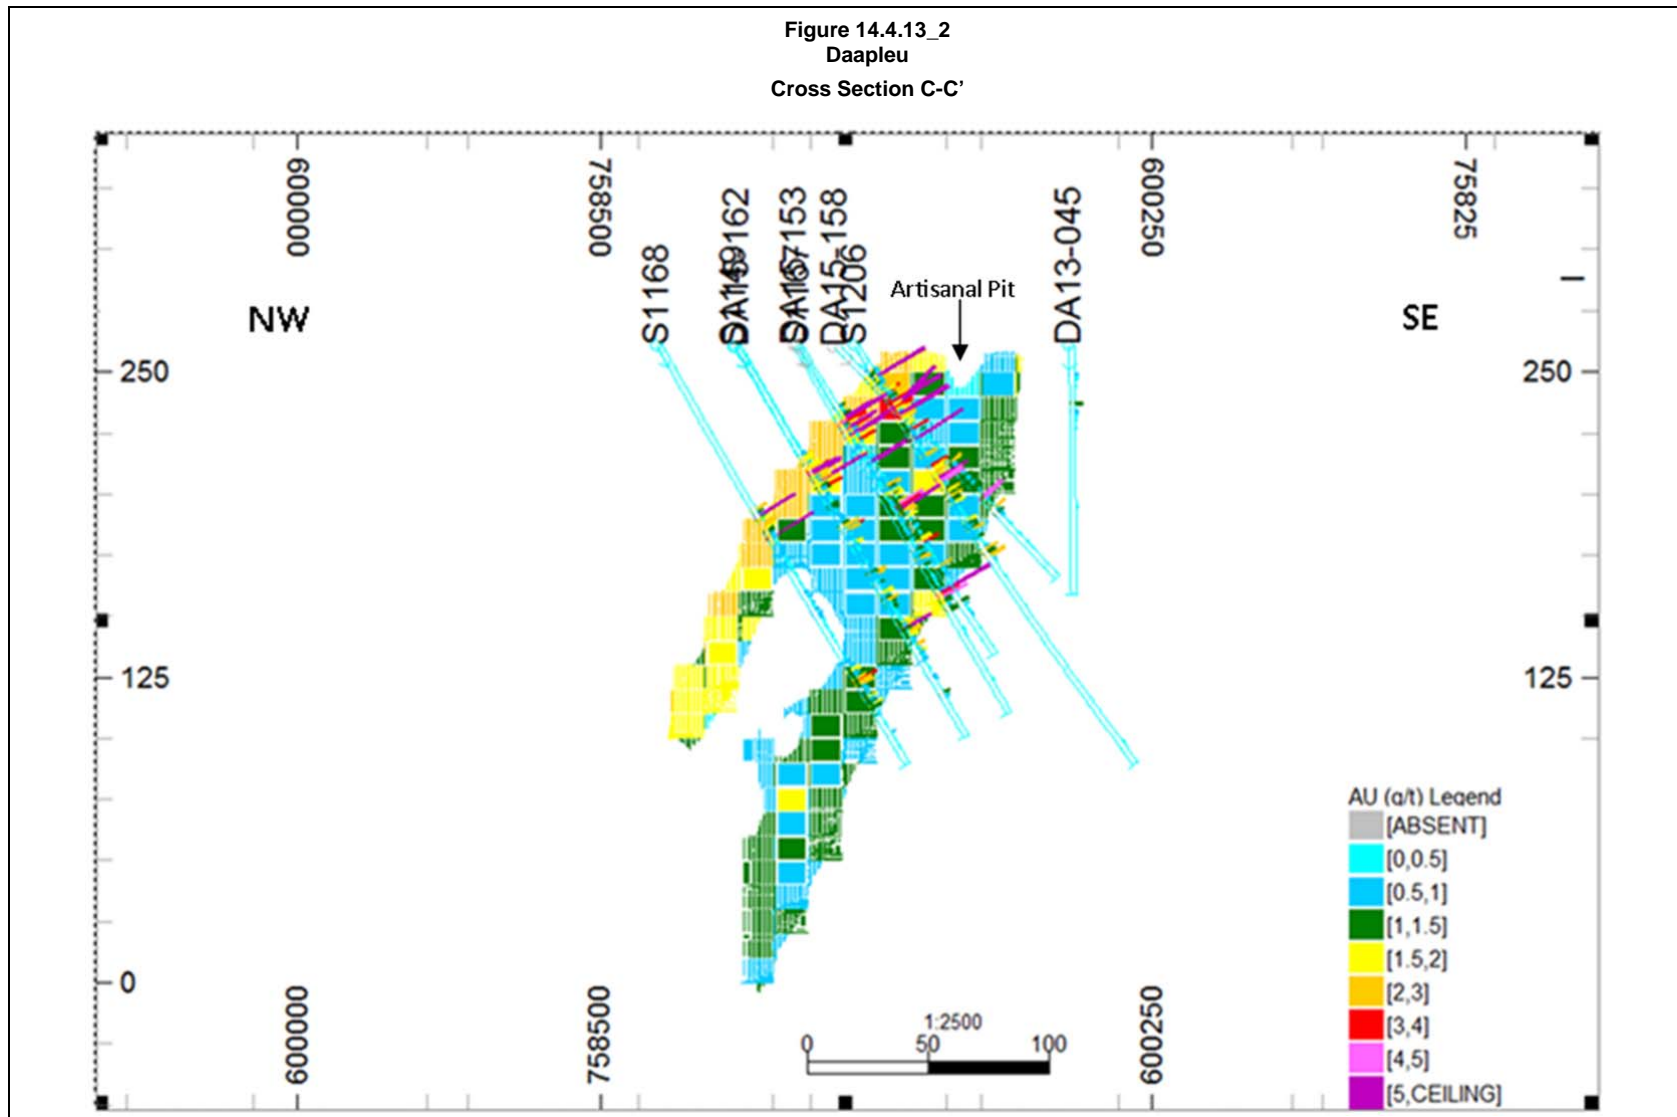 Figure 14.4.13_2
Daapleu
Cross Section C-C’
600000
758500
600250
758825
S1168
DA15-158
S1206
DA13-045
Artisanal Pit
NW
SE
250
250
125
125
0
600000
758500
600250
1:2500
0 50 100
AU (g/t) Legend
[ABSENT]
[0,0.5]
[0.5,1]
[1,1.5]
[1.5,2]
[2,3]
[3,4]
[4,5]
[5,CEILING]